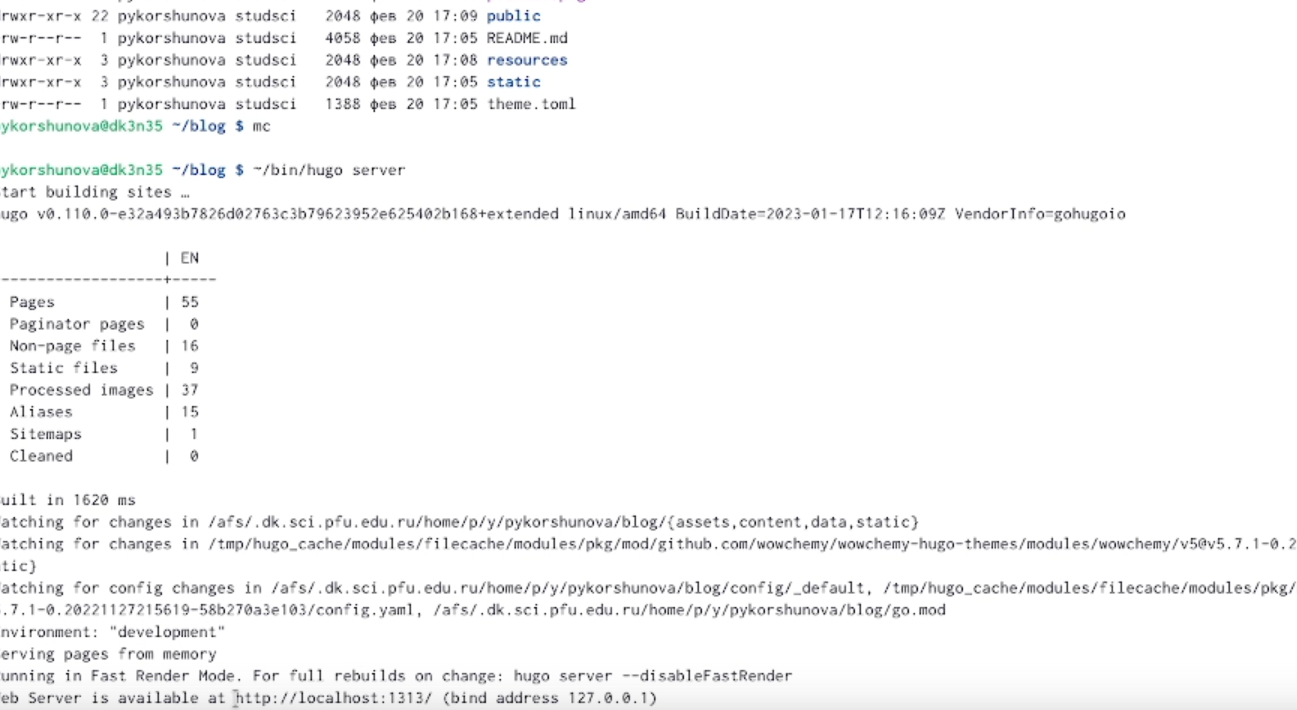 rwxr-xr-x 22 pykorshunova studsci 2048 фев 20 17:09 public
rw-r--r-- 1 pykorshunova studsci 4058 фев 20 17:05 README.md
rwxr-xr-x 3 pykorshunova studsci 2048 фев 20 17:08 resources
rwxr-xr-x 3 pykorshunova studsci 2048 фев 20 17:05 static
rw-r--r-- 1 pykorshunova studsci 1388 фев 20 17:05 theme.toml
ykorshunova@dk3n35 ~/blog $ mc
ykorshunova@dk3n35 ~/blog $ ~/bin/hugo server
tart building sites …
ugo v0.110.0-e32a493b7826d02763c3b79623952e625402b168+extended linux/amd64 BuildDate=2023-01-17T12:16:09Z VendorInfo=gohugoio
| EN
-------------------+-----
Pages | 55
Paginator pages | 0
Non-page files | 16
Static files | 9
Processed images | 37
Aliases | 15
Sitemaps | 1
Cleaned | 0
uilt in 1620 ms
atching for changes in /afs/.dk.sci.pfu.edu.ru/home/p/y/pykorshunova/blog/{assets,content,data,static}
atching for changes in /tmp/hugo_cache/modules/filecache/modules/pkg/mod/github.com/wowchemy/wowchemy-hugo-themes/modules/wowchemy/v5@v5.7.1-0.2
tic}
atching for config changes in /afs/.dk.sci.pfu.edu.ru/home/p/y/pykorshunova/blog/config/_default, /tmp/hugo_cache/modules/filecache/modules/pkg/
.7.1-0.20221127215619-58b270a3e103/config.yaml, /afs/.dk.sci.pfu.edu.ru/home/p/y/pykorshunova/blog/go.mod
nvironment: "development"
erving pages from memory
unning in Fast Render Mode. For full rebuilds on change: hugo server --disableFastRender
eb Server is available at http://localhost:1313/ (bind address 127.0.0.1)